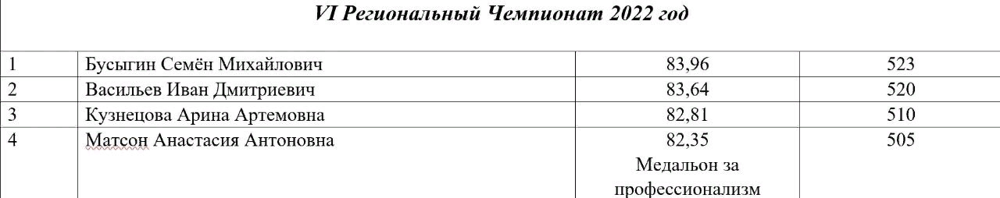 VI Региональный Чемпионат 2022 год
1 Бусыгин Семён Михайлович 83,96 523
2 Васильев Иван Дмитриевич 83,64 520
3 Кузнецова Арина Артемовна 82,81 510
4 Матсон Анастасия Антоновна 82,35 505
Медальон за
профессионализм